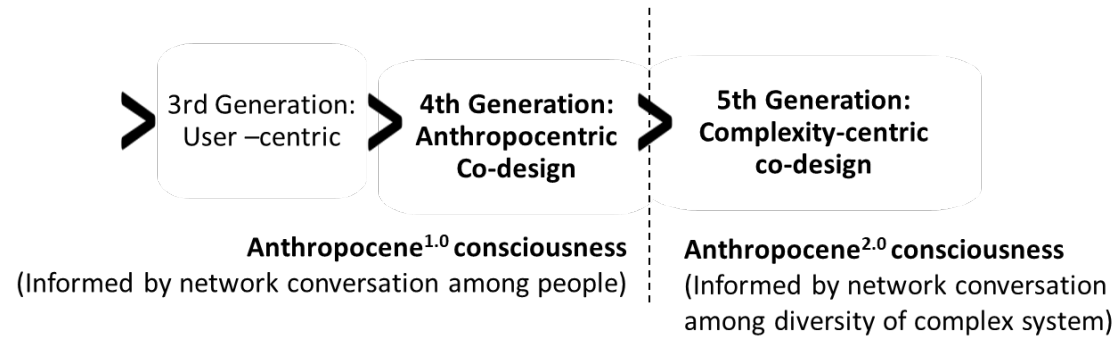 3rd Generation:
User –centric
4th Generation:
Anthropocentric
Co-design
5th Generation:
Complexity-centric
co-design
Anthropocene1.0 consciousness
(Informed by network conversation among people)
Anthropocene2.0 consciousness
(Informed by network conversation
among diversity of complex system)